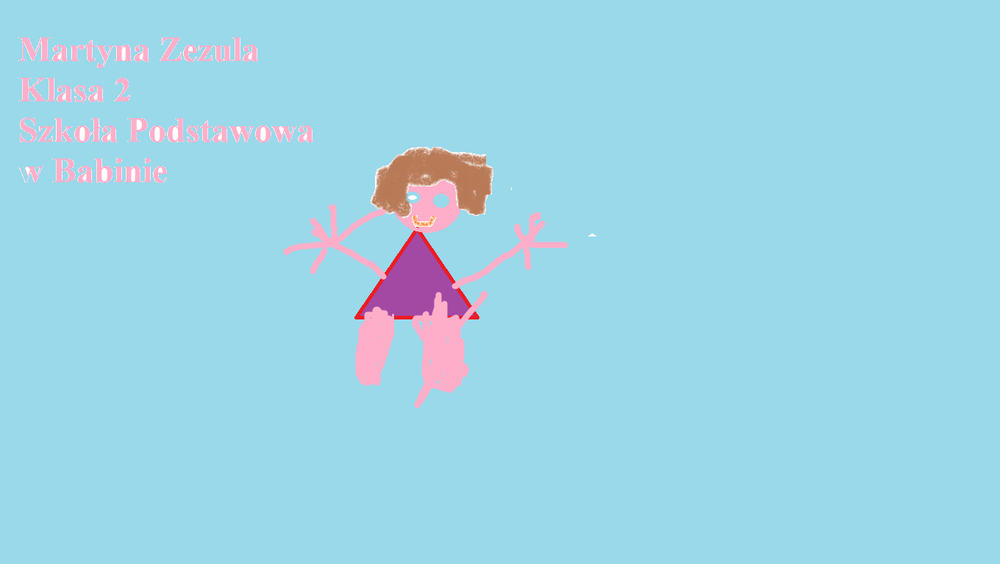 Martyna Zezula
Klasa 2
Szkoła Podstawowa
w Babinie